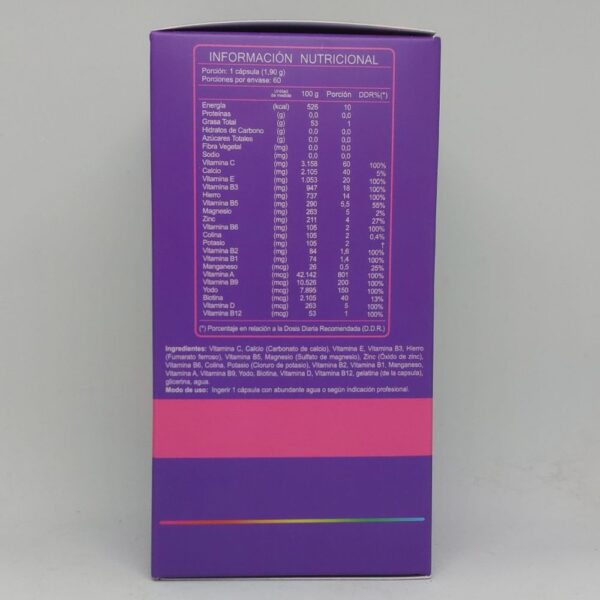 INFORMACIÓN NUTRICIONAL
Porción: 1 cápsula (1,90 g)
Porciones por envase: 60
Unidad de medida 100 g Porción DDR%(*)
Energía (kcal) 526 10
Proteínas (g) 0,0 0,0
Grasa Total (g) 53 1
Hidratos de Carbono (g) 0,0 0,0
Azúcares Totales (g) 0,0 0,0
Fibra Vegetal (mg) 0,0 0,0
Sodio (mg) 0,0 0,0
Vitamina C (mg) 3.158 60 100%
Calcio (mg) 2.105 40 5%
Vitamina E (mg) 1.053 20 100%
Vitamina B3 (mg) 947 18 100%
Hierro (mg) 737 14 100%
Vitamina B5 (mg) 290 5,5 55%
Magnesio (mg) 263 5 2%
Zinc (mg) 211 4 27%
Vitamina B6 (mg) 105 2 100%
Colina (mg) 105 2 0,4%
Potasio (mg) 105 2 †
Vitamina B2 (mg) 84 1,6 100%
Vitamina B1 (mg) 74 1,4 100%
Manganeso (mg) 26 0,5 25%
Vitamina A (mcg) 42.142 801 100%
Vitamina B9 (mcg) 10.526 200 100%
Yodo (mcg) 7.895 150 100%
Biotina (mcg) 2.105 40 13%
Vitamina D (mcg) 263 5 100%
Vitamina B12 (mcg) 53 1 100%
(*) Porcentaje en relación a la Dosis Diaria Recomendada (D.D.R.)
Ingredientes: Vitamina C, Calcio (Carbonato de calcio), Vitamina E, Vitamina B3, Hierro
(Fumarato ferroso), Vitamina B5, Magnesio (Sulfato de magnesio), Zinc (Óxido de zinc),
Vitamina B6, Colina, Potasio (Cloruro de potasio), Vitamina B2, Vitamina B1, Manganeso,
Vitamina A, Vitamina B9, Yodo, Biotina, Vitamina D, Vitamina B12, gelatina (de la capsula),
glicerina, agua.
Modo de uso: Ingerir 1 cápsula con abundante agua o según indicación profesional.